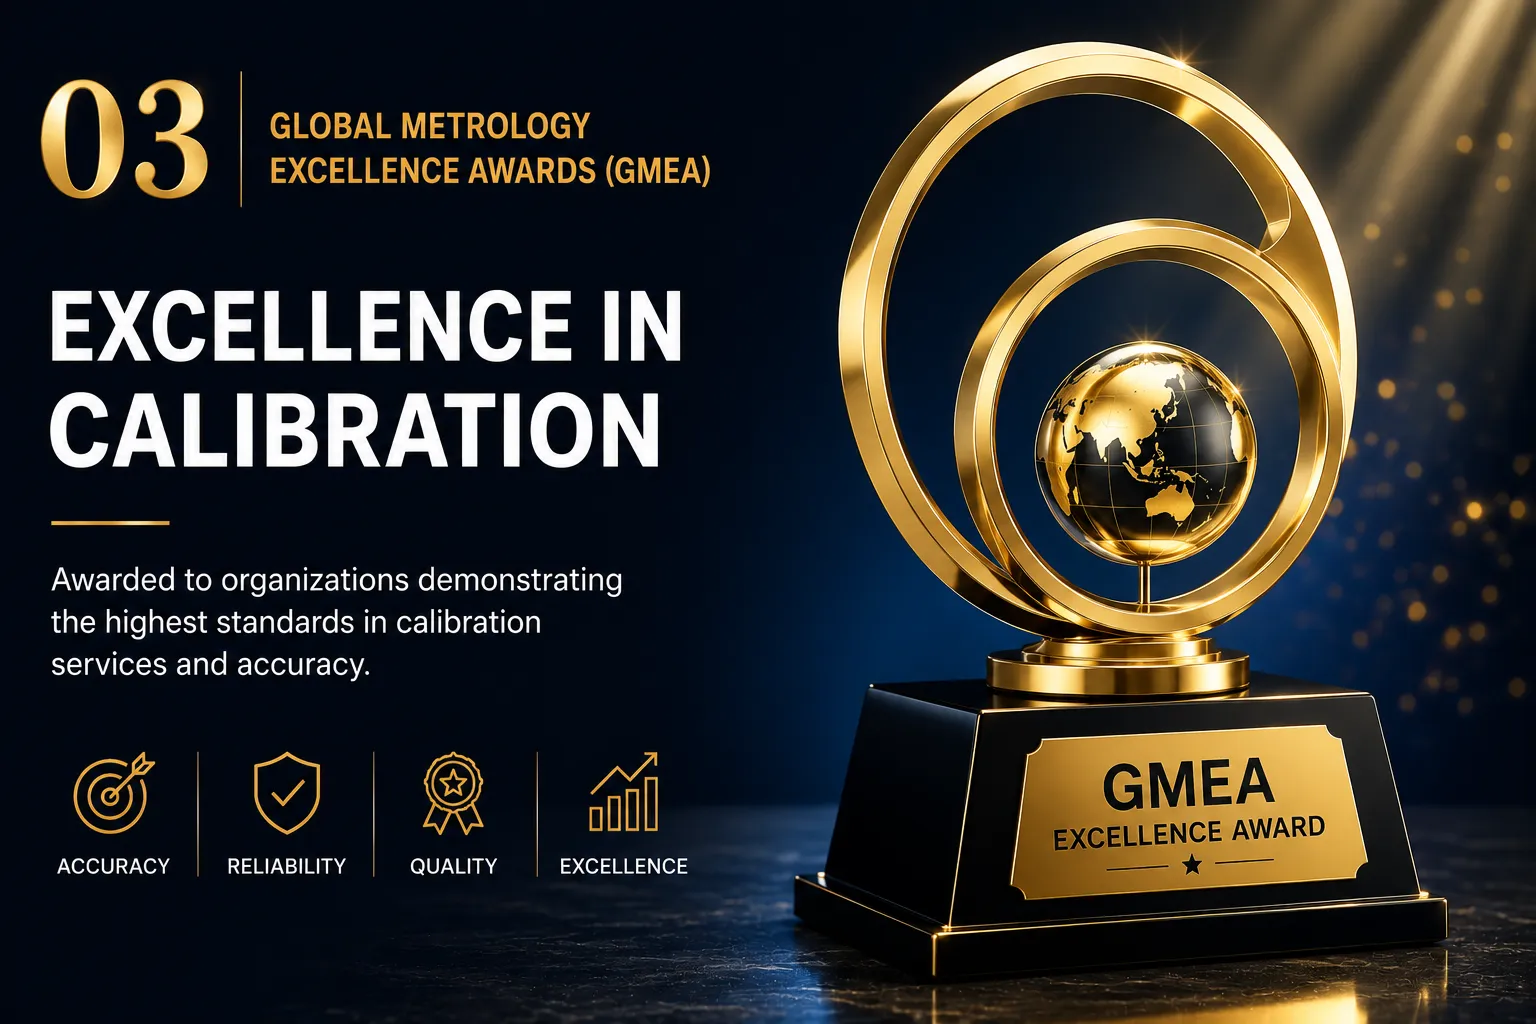 03
GLOBAL METROLOGY
EXCELLENCE AWARDS (GMEA)
EXCELLENCE IN
CALIBRATION
Awarded to organizations demonstrating
the highest standards in calibration
services and accuracy.
ACCURACY
RELIABILITY
QUALITY
EXCELLENCE
GMEA
EXCELLENCE AWARD